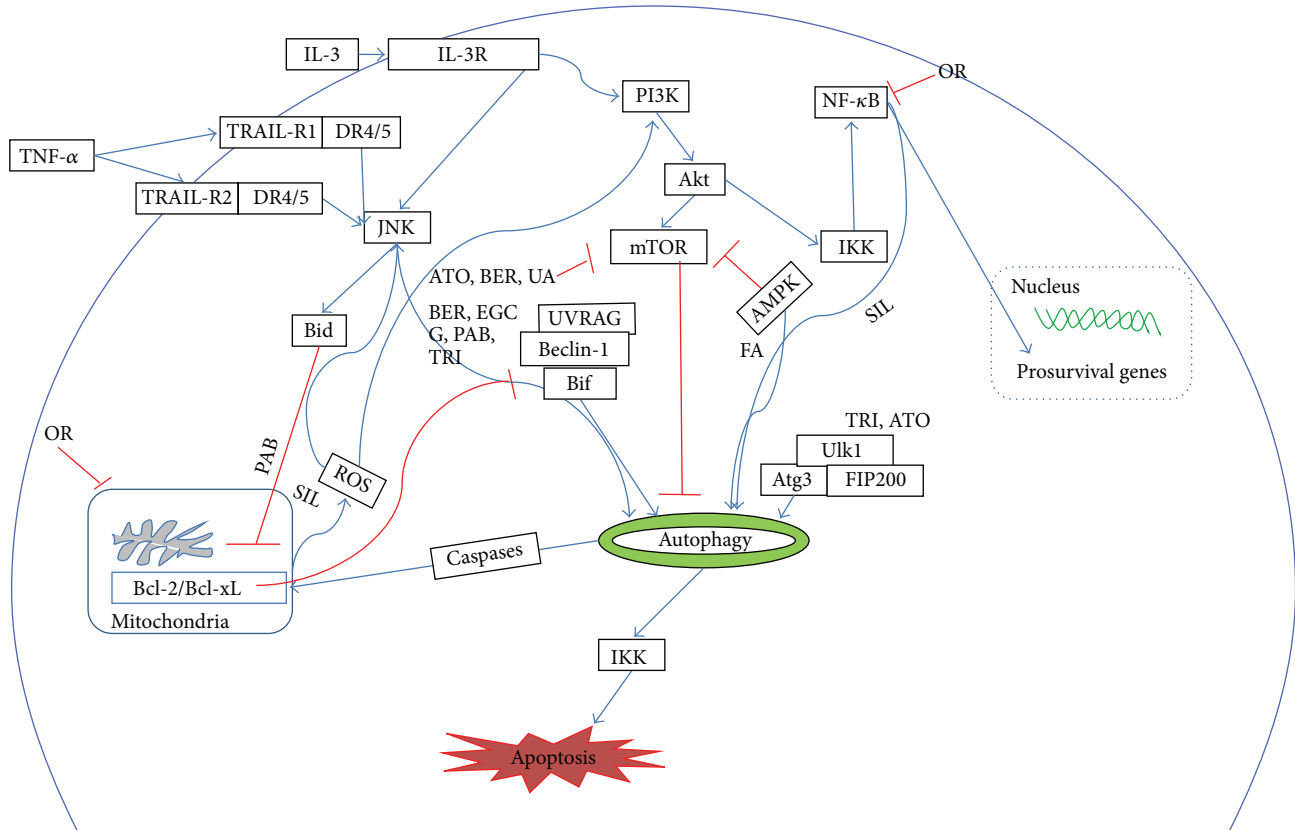 IL-3
IL-3R
OR
PI3K
NF-κB
TRAIL-R1
DR4/5
TNF-α
Akt
TRAIL-R2
DR4/5
JNK
mTOR
IKK
ATO, BER, UA
AMPK
Nucleus
BER, EGC
G, PAB,
TRI
UVRAG
SIL
Bid
Beclin-1
FA
Bif
Prosurvival genes
TRI, ATO
OR
PAB
Ulk1
ROS
Atg3
FIP200
SIL
Autophagy
Caspases
Bcl-2/Bcl-xL
Mitochondria
IKK
Apoptosis